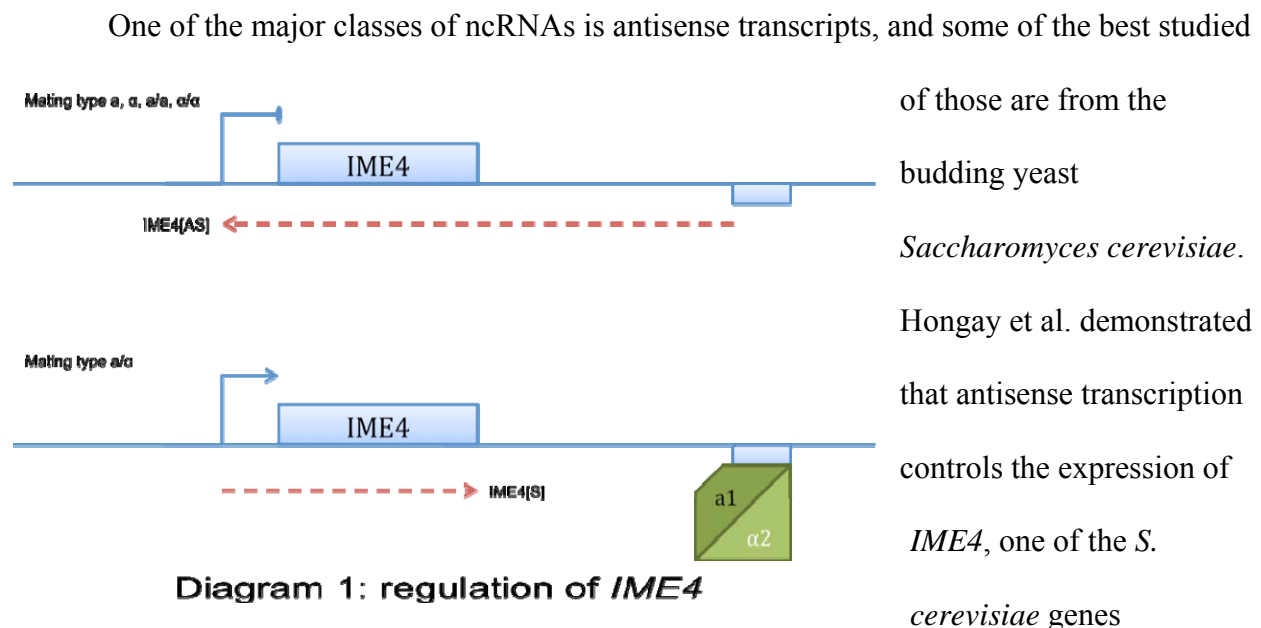 One of the major classes of ncRNAs is antisense transcripts, and some of the best studied
of those are from the
budding yeast
Saccharomyces cerevisiae.
Hongay et al. demonstrated
that antisense transcription
controls the expression of
IME4, one of the S.
cerevisiae genes
Mating type a, α, a/a, α/α
IME4
IME4[AS]
Mating type a/α
IME4
IME4[S]
a1
α2
Diagram 1: regulation of IME4